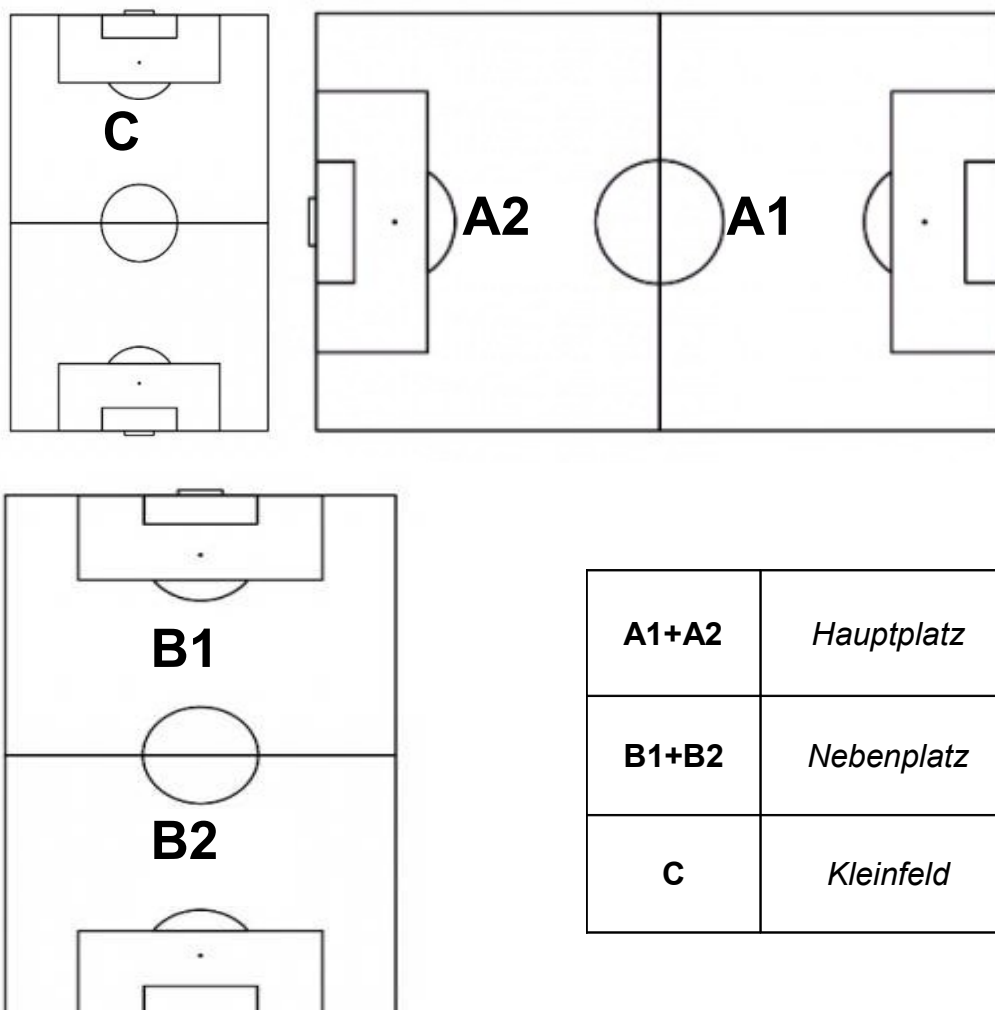 C
A2 A1
B1
B2
A1+A2 Hauptplatz
B1+B2 Nebenplatz
C Kleinfeld